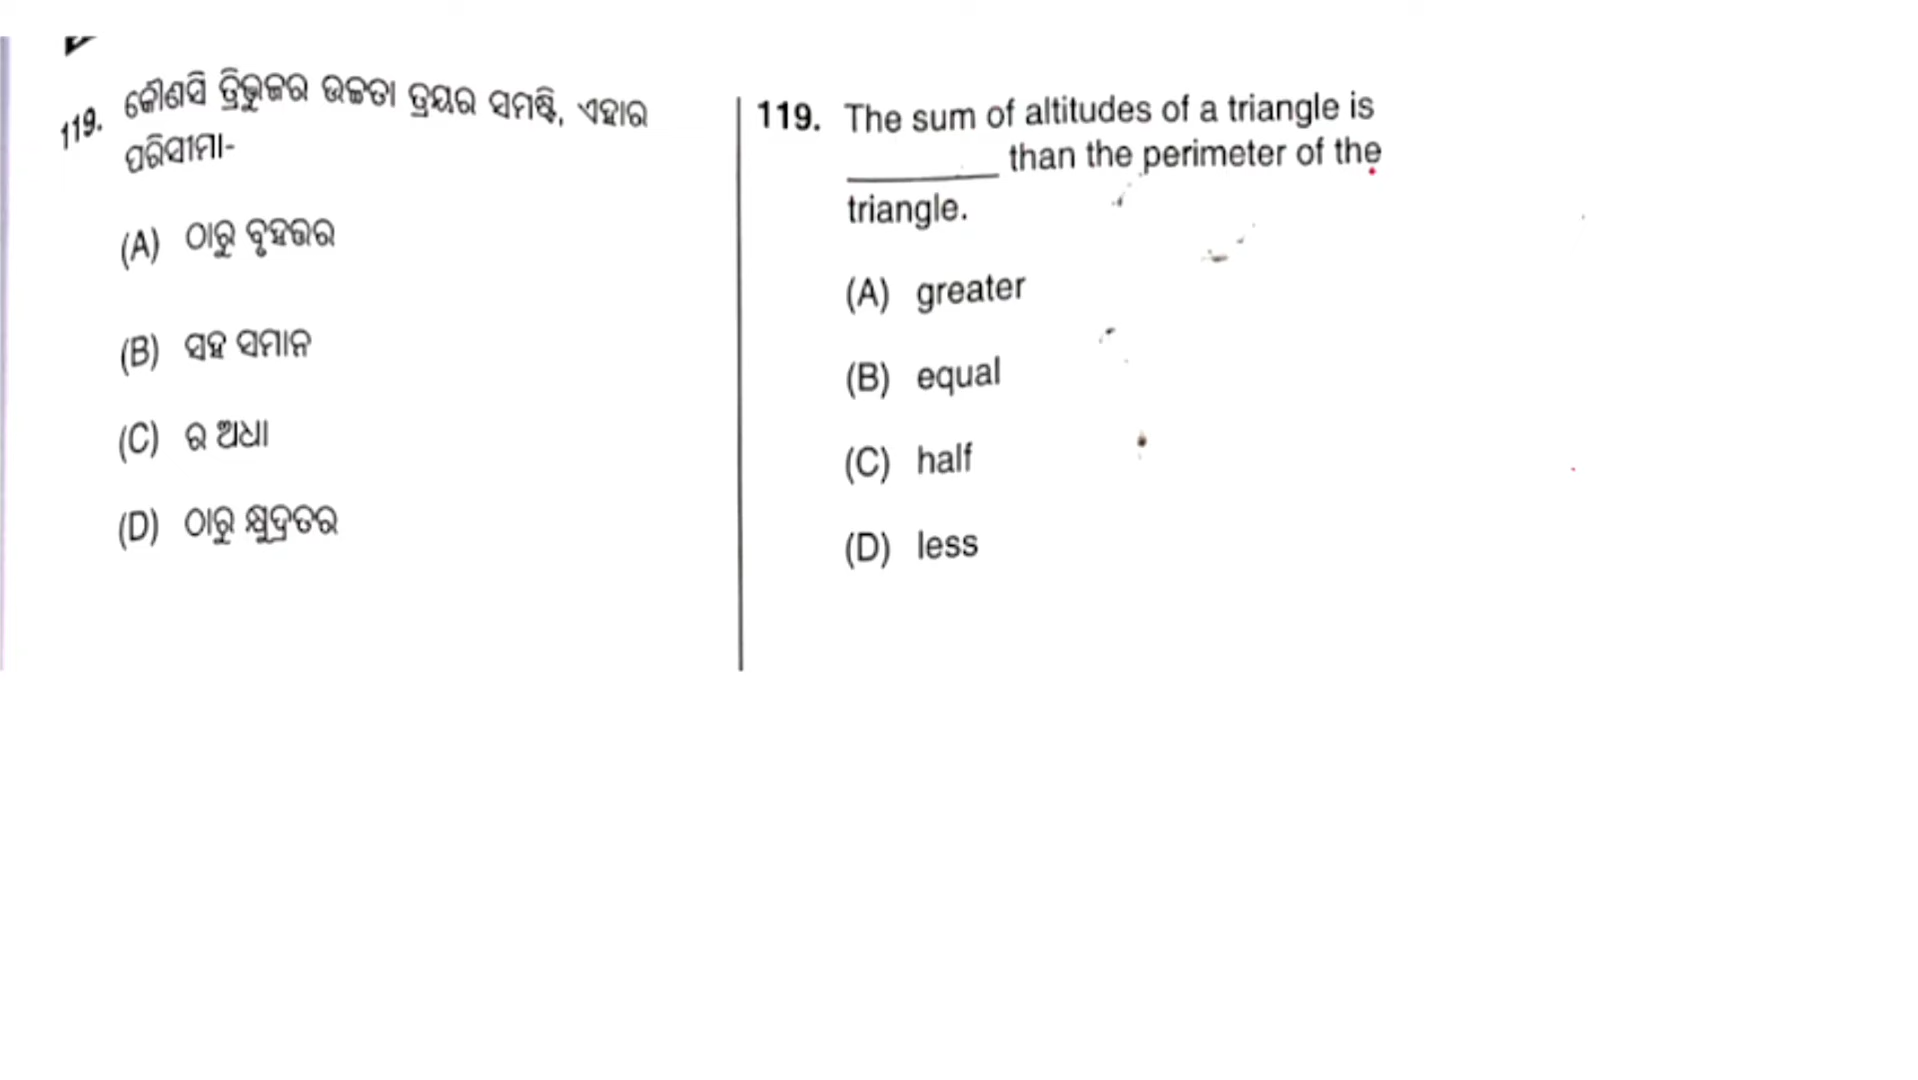 119. କୌଣସି ତ୍ରିଭୁଜର ଉଚ୍ଚତା ତ୍ରୟର ସମଷ୍ଟି, ଏହାର
ପରିସୀମା-
(A) ଠାରୁ ବୃହତ୍ତର
(B) ସହ ସମାନ
(C) ର ଅଧା
(D) ଠାରୁ କ୍ଷୁଦ୍ରତର
119. The sum of altitudes of a triangle is
________ than the perimeter of the
triangle.
(A) greater
(B) equal
(C) half
(D) less